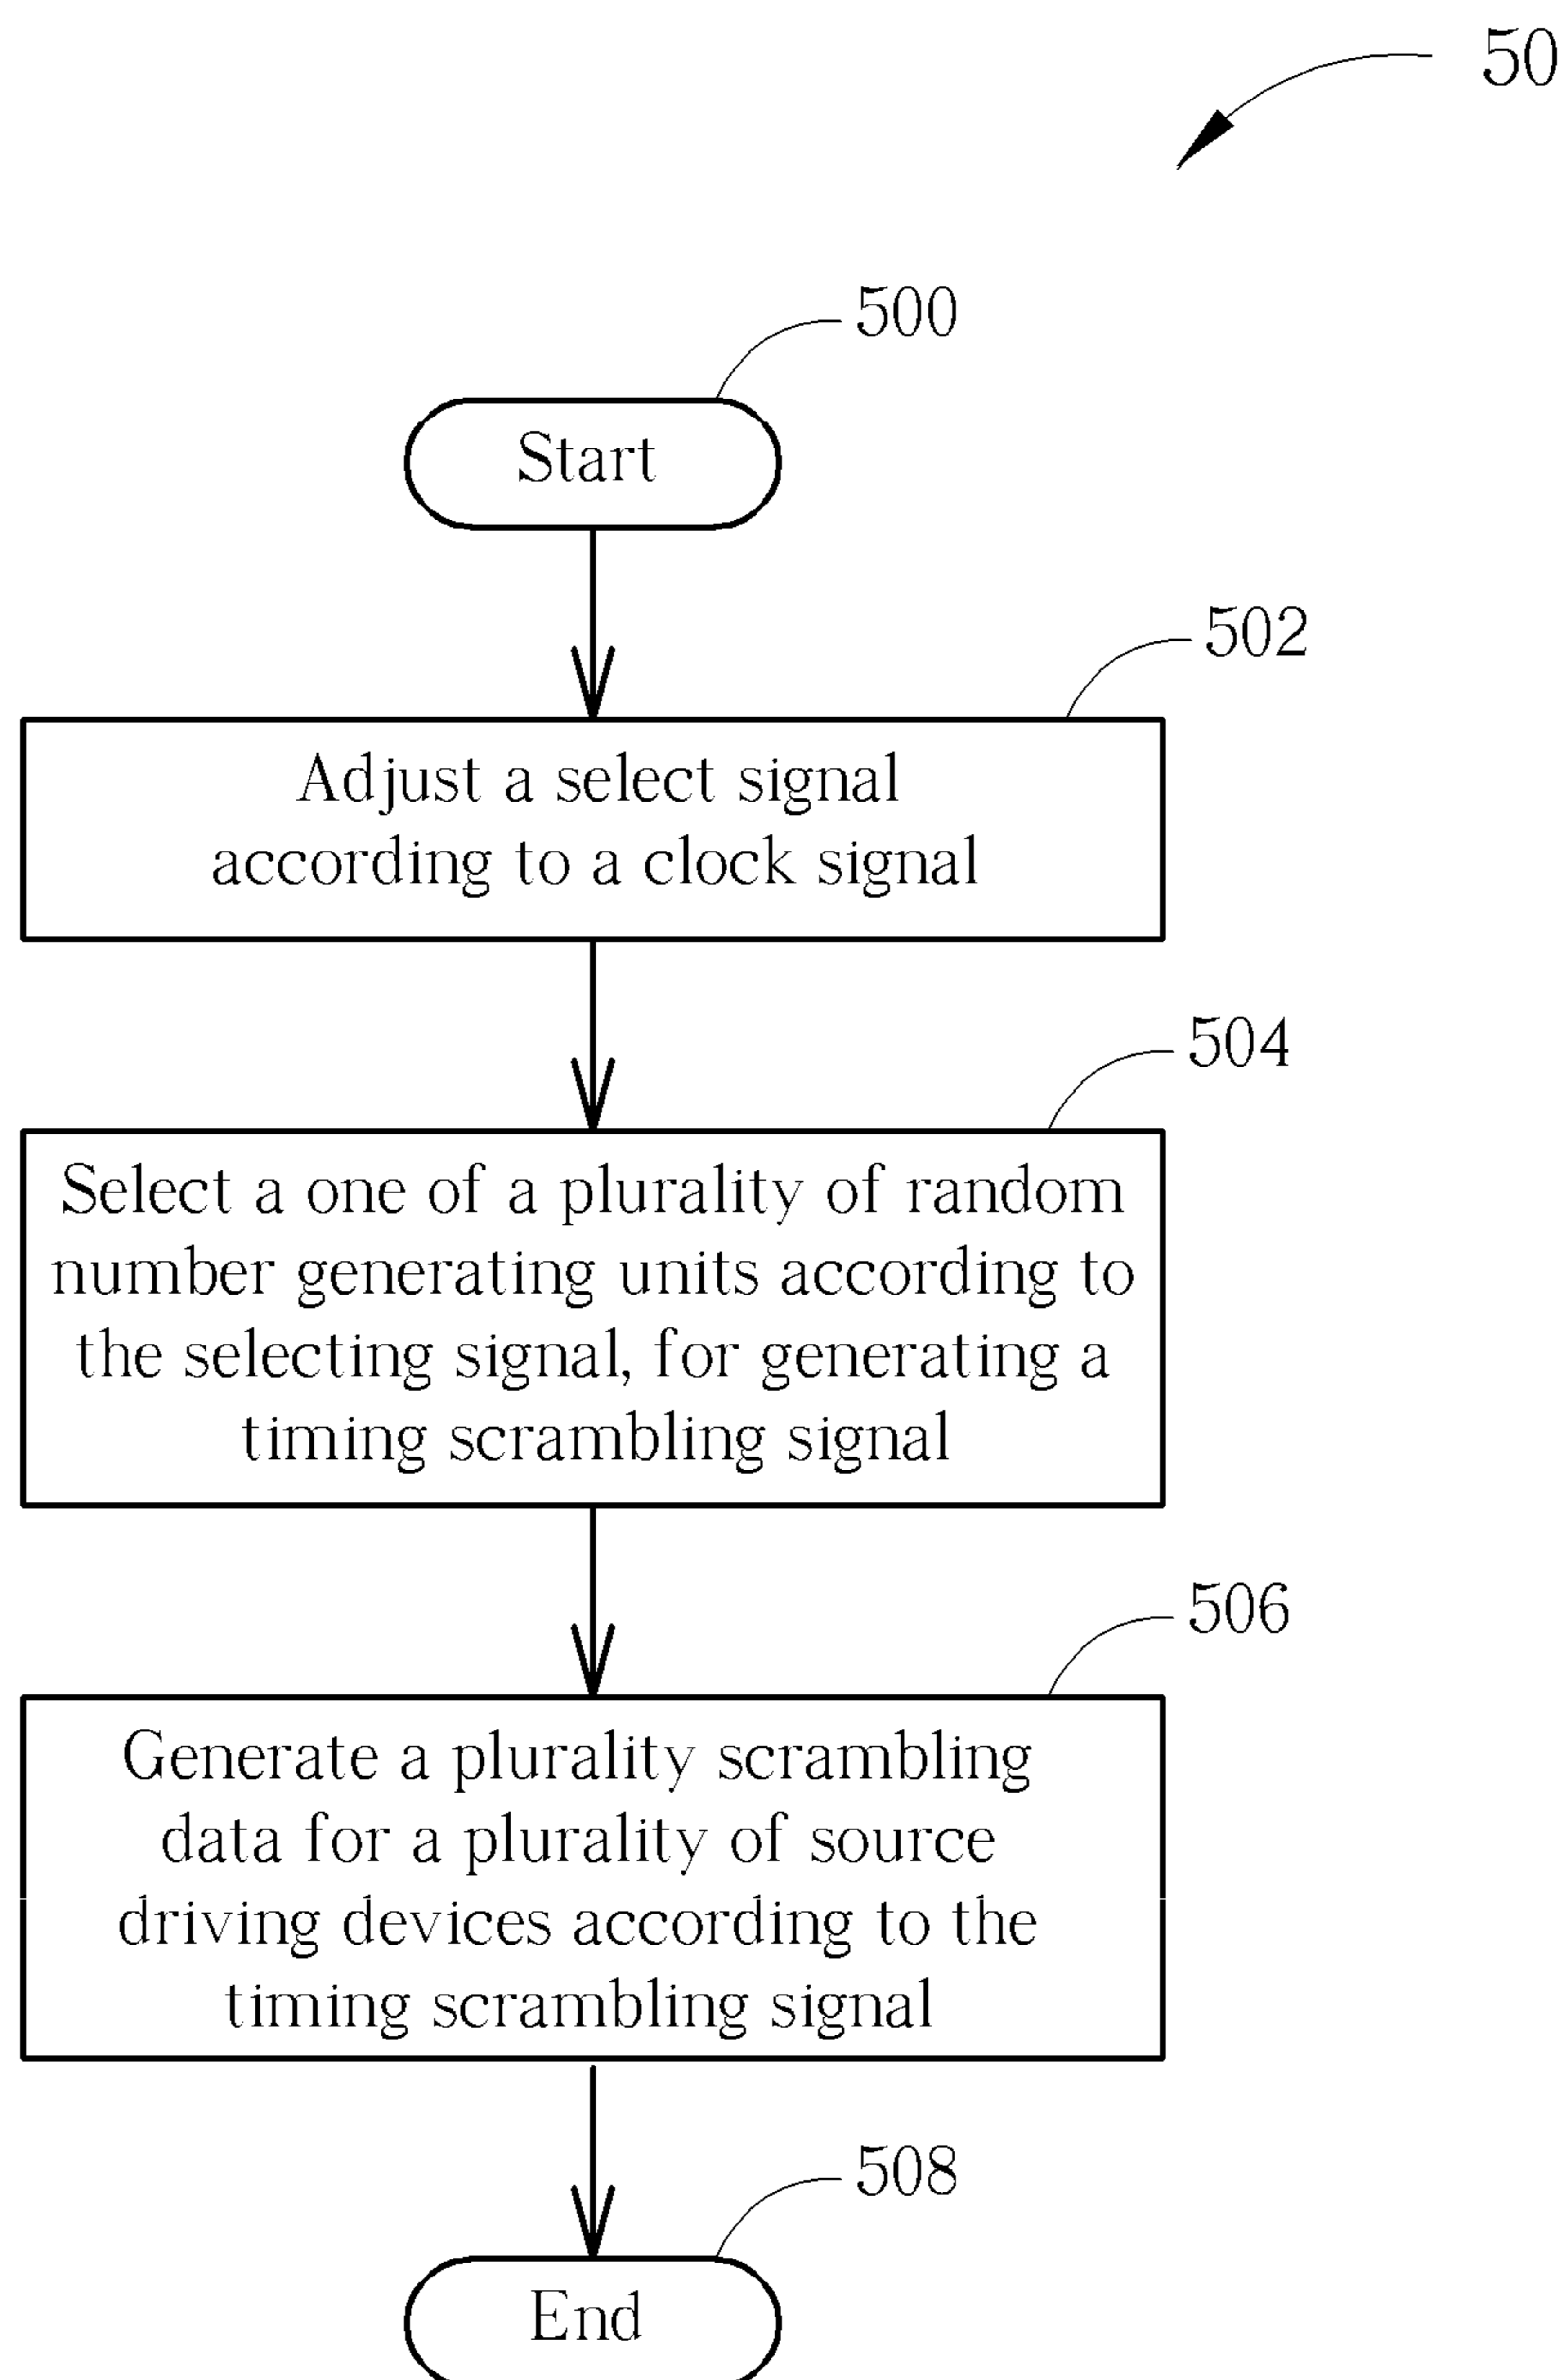 50
500
Start
502
Adjust a select signal
according to a clock signal
504
Select a one of a plurality of random
number generating units according to
the selecting signal, for generating a
timing scrambling signal
506
Generate a plurality scrambling
data for a plurality of source
driving devices according to the
timing scrambling signal
508
End